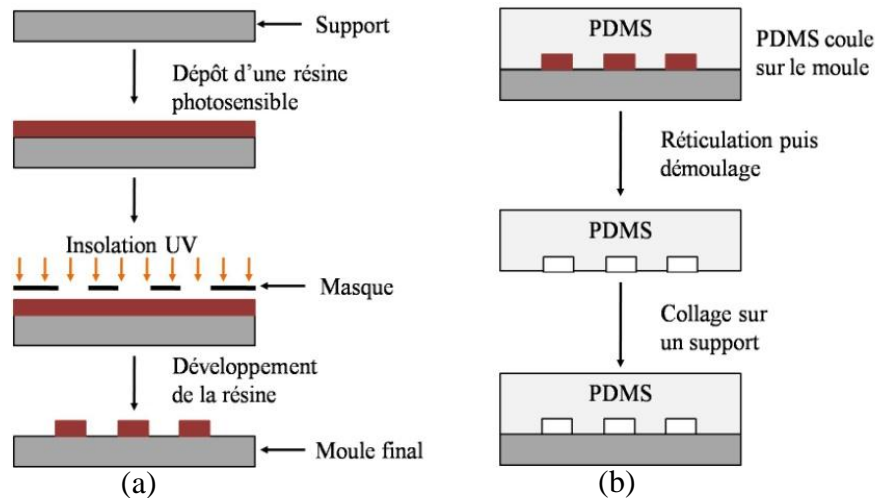 Support
Dépôt d'une résine
photosensible
Insolation UV
Masque
Développement
de la résine
Moule final
(a)
PDMS
PDMS coule
sur le moule
Réticulation puis
démoulage
PDMS
Collage sur
un support
PDMS
(b)